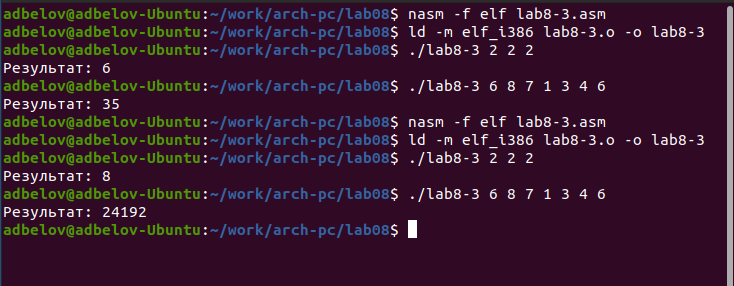 adbelov@adbelov-Ubuntu:~/work/arch-pc/lab08$ nasm -f elf lab8-3.asm
adbelov@adbelov-Ubuntu:~/work/arch-pc/lab08$ ld -m elf_i386 lab8-3.o -o lab8-3
adbelov@adbelov-Ubuntu:~/work/arch-pc/lab08$ ./lab8-3 2 2 2
Результат: 6
adbelov@adbelov-Ubuntu:~/work/arch-pc/lab08$ ./lab8-3 6 8 7 1 3 4 6
Результат: 35
adbelov@adbelov-Ubuntu:~/work/arch-pc/lab08$ nasm -f elf lab8-3.asm
adbelov@adbelov-Ubuntu:~/work/arch-pc/lab08$ ld -m elf_i386 lab8-3.o -o lab8-3
adbelov@adbelov-Ubuntu:~/work/arch-pc/lab08$ ./lab8-3 2 2 2
Результат: 8
adbelov@adbelov-Ubuntu:~/work/arch-pc/lab08$ ./lab8-3 6 8 7 1 3 4 6
Результат: 24192
adbelov@adbelov-Ubuntu:~/work/arch-pc/lab08$